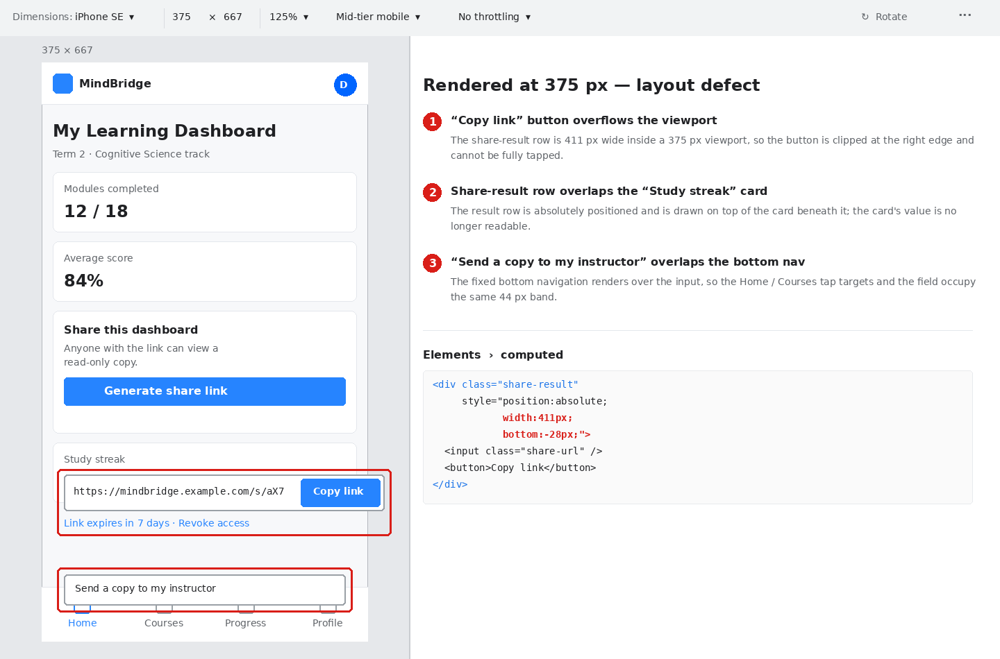 Dimensions: iPhone SE ▾ 375 × 667 125% ▾ Mid-tier mobile ▾ No throttling ▾ ↻ Rotate ⋯
375 × 667
MindBridge D
My Learning Dashboard
Term 2 · Cognitive Science track
Modules completed
12 / 18
Average score
84%
Share this dashboard
Anyone with the link can view a
read-only copy.
Generate share link
Study streak
https://mindbridge.example.com/s/aX7 Copy link
Link expires in 7 days · Revoke access
Send a copy to my instructor
Home Courses Progress Profile
Rendered at 375 px — layout defect
1 “Copy link” button overflows the viewport
The share-result row is 411 px wide inside a 375 px viewport, so the button is clipped at the right edge and
cannot be fully tapped.
2 Share-result row overlaps the “Study streak” card
The result row is absolutely positioned and is drawn on top of the card beneath it; the card's value is no
longer readable.
3 “Send a copy to my instructor” overlaps the bottom nav
The fixed bottom navigation renders over the input, so the Home / Courses tap targets and the field occupy
the same 44 px band.
Elements › computed
<div class="share-result"
style="position:absolute;
width:411px;
bottom:-28px;">
<input class="share-url" />
<button>Copy link</button>
</div>